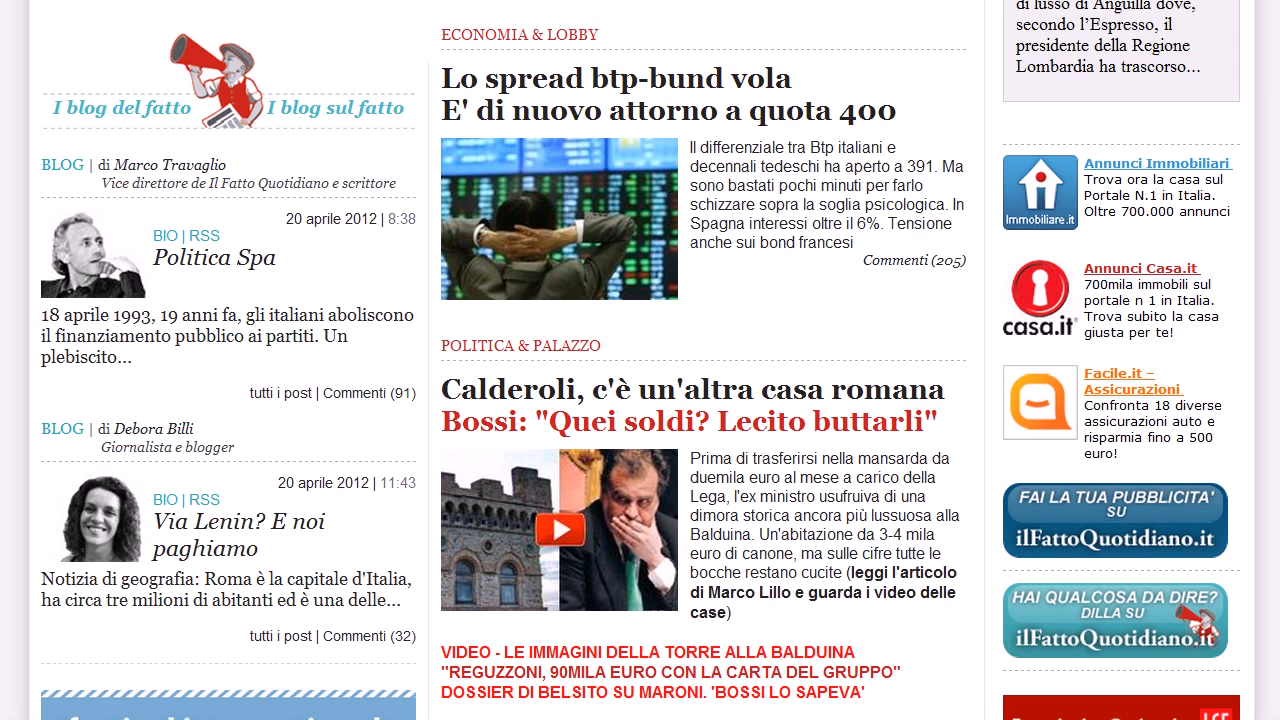 I blog del fatto
I blog sul fatto
BLOG | di Marco Travaglio
Vice direttore de Il Fatto Quotidiano e scrittore
20 aprile 2012 | 8:38
BIO | RSS
Politica Spa
18 aprile 1993, 19 anni fa, gli italiani aboliscono
il finanziamento pubblico ai partiti. Un
plebiscito...
tutti i post | Commenti (91)
BLOG | di Debora Billi
Giornalista e blogger
20 aprile 2012 | 11:43
BIO | RSS
Via Lenin? E noi
paghiamo
Notizia di geografia: Roma è la capitale d'Italia,
ha circa tre milioni di abitanti ed è una delle...
tutti i post | Commenti (32)
ECONOMIA & LOBBY
Lo spread btp-bund vola
E' di nuovo attorno a quota 400
Il differenziale tra Btp italiani e
decennali tedeschi ha aperto a 391. Ma
sono bastati pochi minuti per farlo
schizzare sopra la soglia psicologica. In
Spagna interessi oltre il 6%. Tensione
anche sui bond francesi
Commenti (205)
POLITICA & PALAZZO
Calderoli, c'è un'altra casa romana
Bossi: "Quei soldi? Lecito buttarli"
Prima di trasferirsi nella mansarda da
duemila euro al mese a carico della
Lega, l'ex ministro usufruiva di una
dimora storica ancora più lussuosa alla
Balduina. Un'abitazione da 3-4 mila
euro di canone, ma sulle cifre tutte le
bocche restano cucite (leggi l'articolo
di Marco Lillo e guarda i video delle
case)
VIDEO - LE IMMAGINI DELLA TORRE ALLA BALDUINA
"REGUZZONI, 90MILA EURO CON LA CARTA DEL GRUPPO"
DOSSIER DI BELSITO SU MARONI. 'BOSSI LO SAPEVA'
di lusso di Anguilla dove,
secondo l'Espresso, il
presidente della Regione
Lombardia ha trascorso...
Immobiliare.it
Annunci Immobiliari
Trova ora la casa sul
Portale N.1 in Italia.
Oltre 700.000 annunci
casa.it
Annunci Casa.it
700mila immobili sul
portale n 1 in Italia.
Trova subito la casa
giusta per te!
Facile.it –
Assicurazioni
Confronta 18 diverse
assicurazioni auto e
risparmia fino a 500
euro!
FAI LA TUA PUBBLICITA'
SU
ilFattoQuotidiano.it
HAI QUALCOSA DA DIRE?
DILLA SU
ilFattoQuotidiano.it